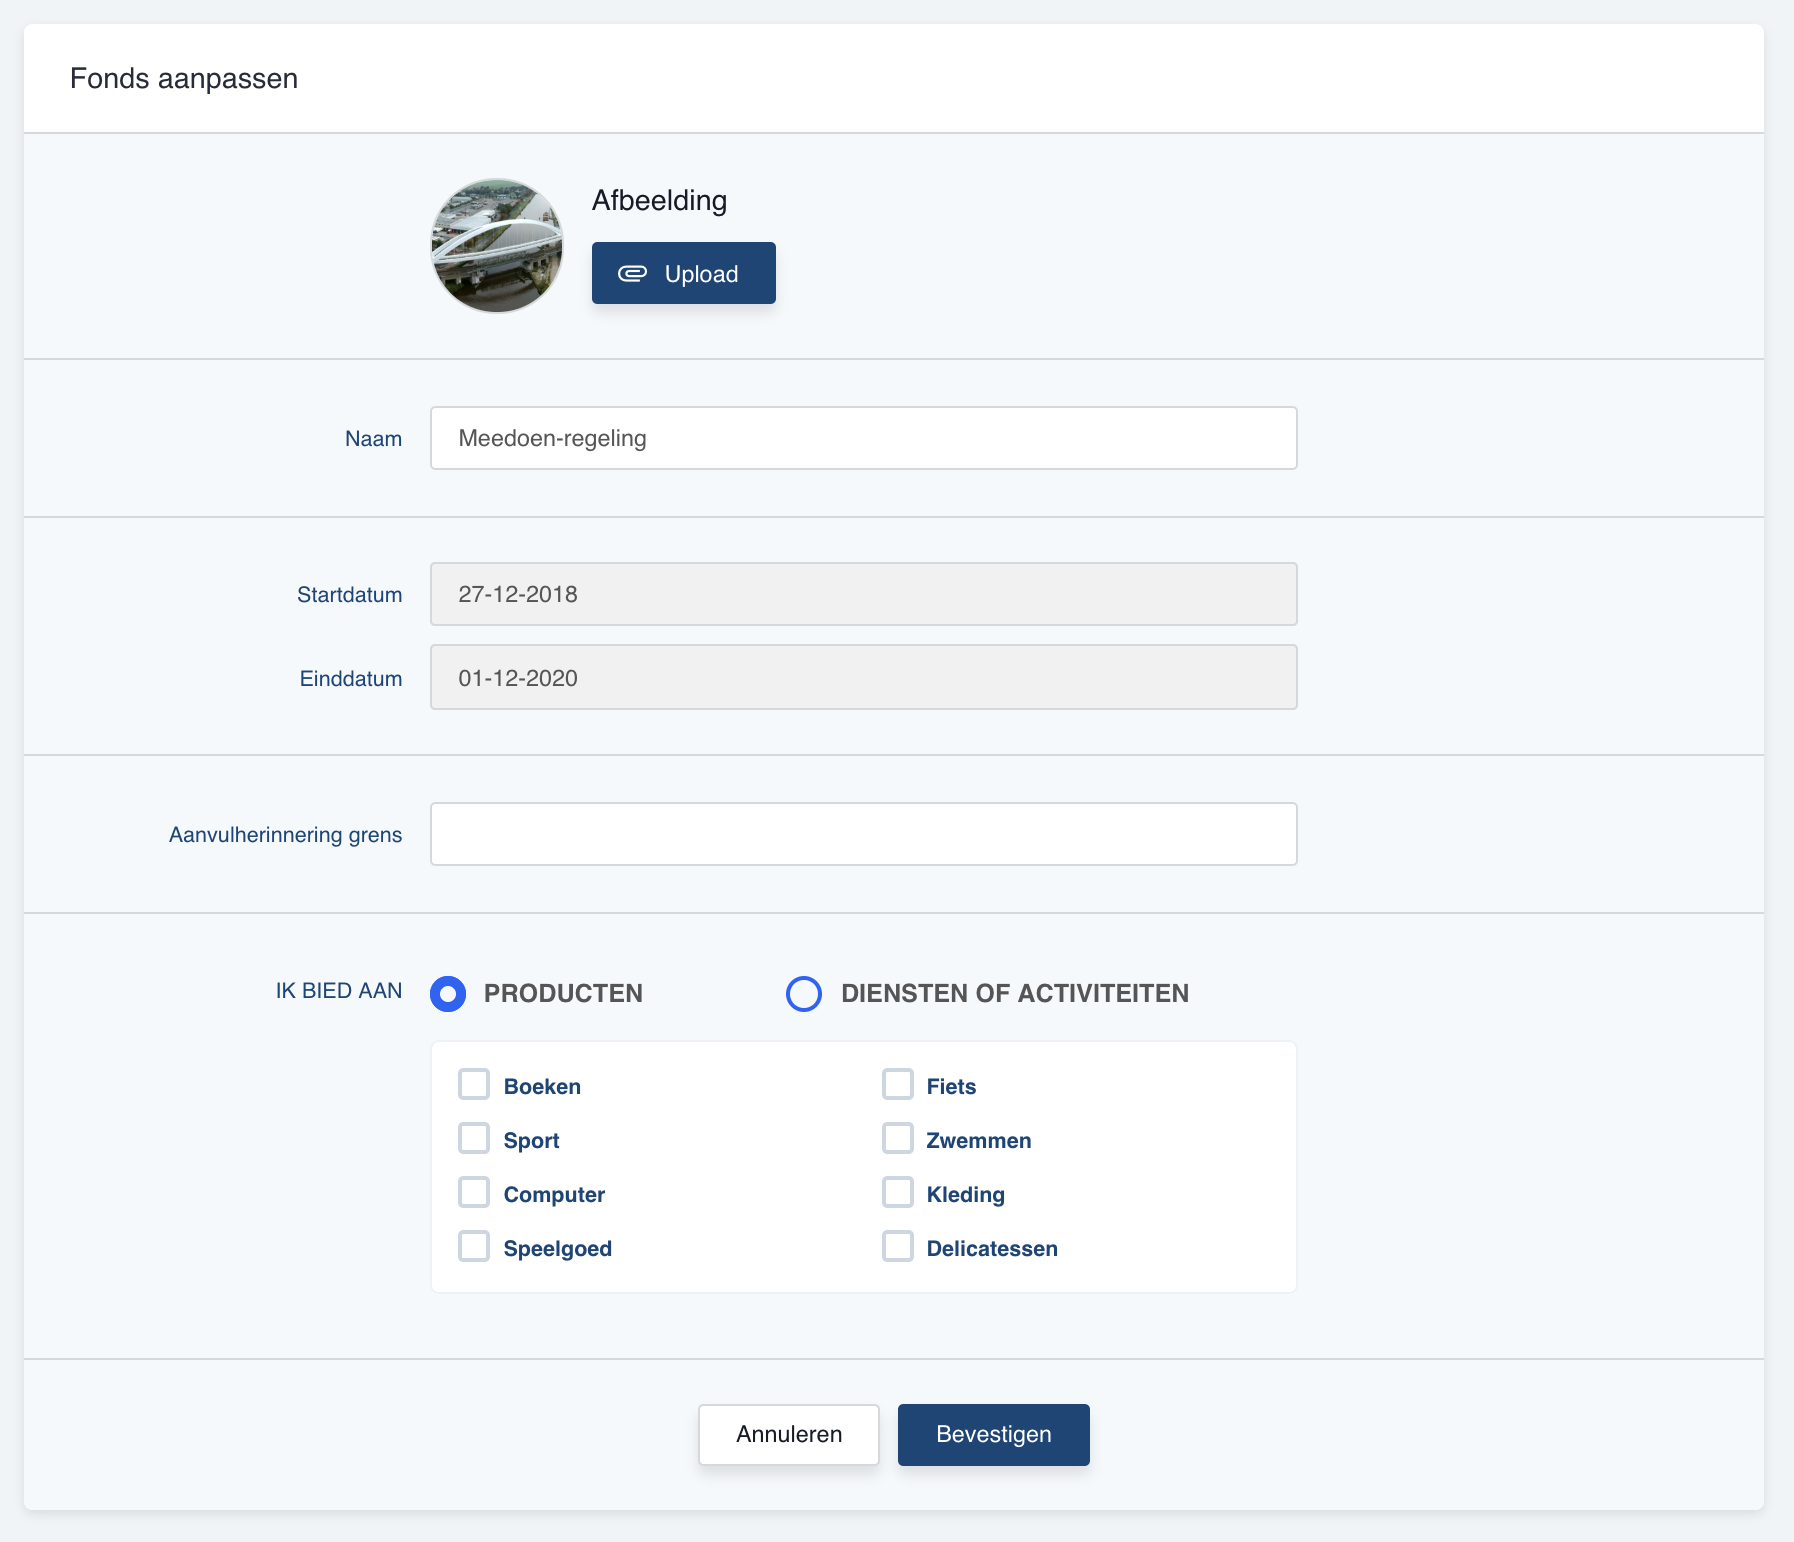 Fonds aanpassen
Afbeelding
Upload
Naam
Meedoen-regeling
Startdatum
27-12-2018
Einddatum
01-12-2020
Aanvulherinnering grens
IK BIED AAN
PRODUCTEN
DIENSTEN OF ACTIVITEITEN
Boeken
Fiets
Sport
Zwemmen
Computer
Kleding
Speelgoed
Delicatessen
Annuleren
Bevestigen